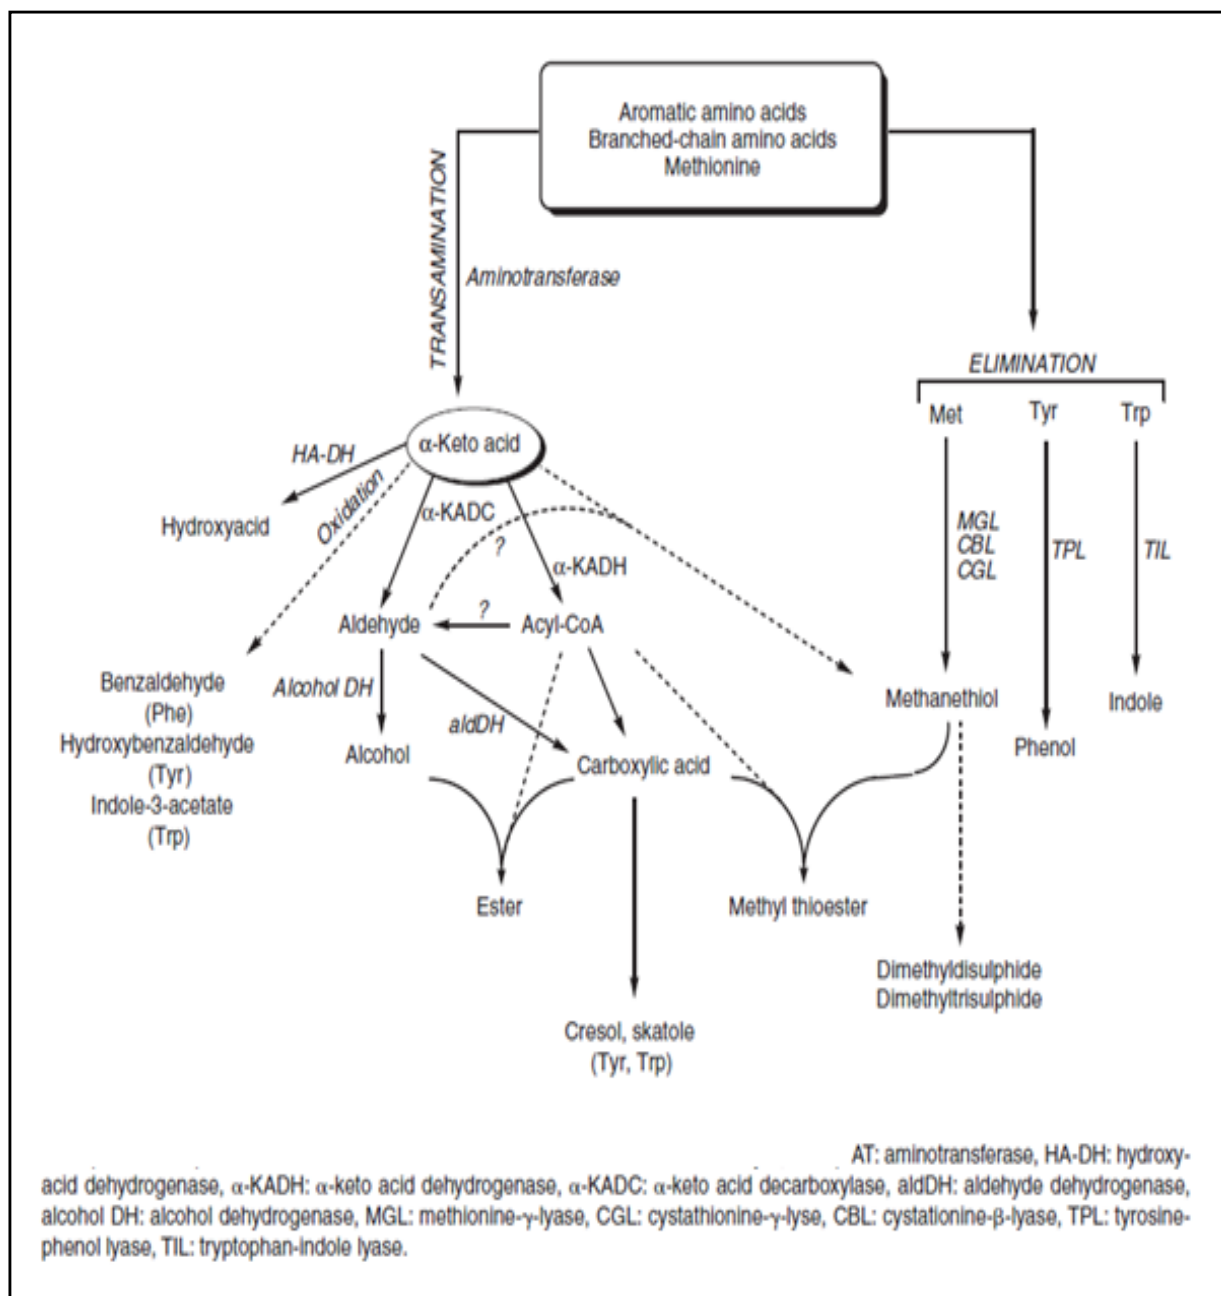 Aromatic amino acids
Branched-chain amino acids
Methionine
TRANSAMINATION
Aminotransferase
ELIMINATION
Met
Tyr
Trp
α-Keto acid
HA-DH
Oxidation
α-KADC
?
α-KADH
MGL
CBL
CGL
TPL
TIL
Hydroxyacid
Aldehyde
?
Acyl-CoA
Benzaldehyde
(Phe)
Hydroxybenzaldehyde
(Tyr)
Indole-3-acetate
(Trp)
Alcohol DH
aldDH
Alcohol
Carboxylic acid
Methanethiol
Phenol
Indole
Ester
Methyl thioester
Dimethyldisulphide
Dimethyltrisulphide
Cresol, skatole
(Tyr, Trp)
AT: aminotransferase, HA-DH: hydroxy-
acid dehydrogenase, α-KADH: α-keto acid dehydrogenase, α-KADC: α-keto acid decarboxylase, aldDH: aldehyde dehydrogenase,
alcohol DH: alcohol dehydrogenase, MGL: methionine-γ-lyase, CGL: cystathionine-γ-lyse, CBL: cystationine-β-lyase, TPL: tyrosine-
phenol lyase, TIL: tryptophan-indole lyase.